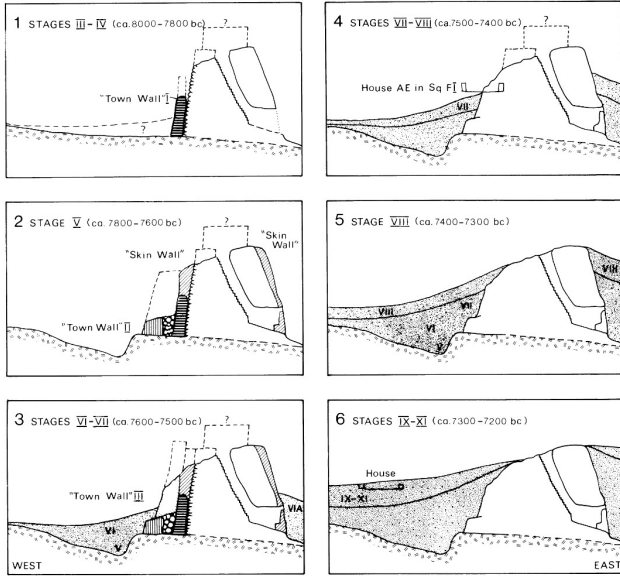 1 STAGES III-IV (ca. 8000-7800 bc)
?
"Town Wall" I
?
2 STAGE V (ca. 7800-7600 bc)
?
"Skin Wall"
"Skin Wall"
"Town Wall" II
3 STAGES VI-VII (ca. 7600-7500 bc)
?
"Town Wall" III
VI
V
VIA
WEST
4 STAGES VII-VIII (ca. 7500-7400 bc)
?
House AE in Sq FI
VII
5 STAGE VIII (ca. 7400-7300 bc)
VIII
VIII
VII
VI
V
6 STAGES IX-XI (ca. 7300-7200 bc)
House
IX-XI
EAST